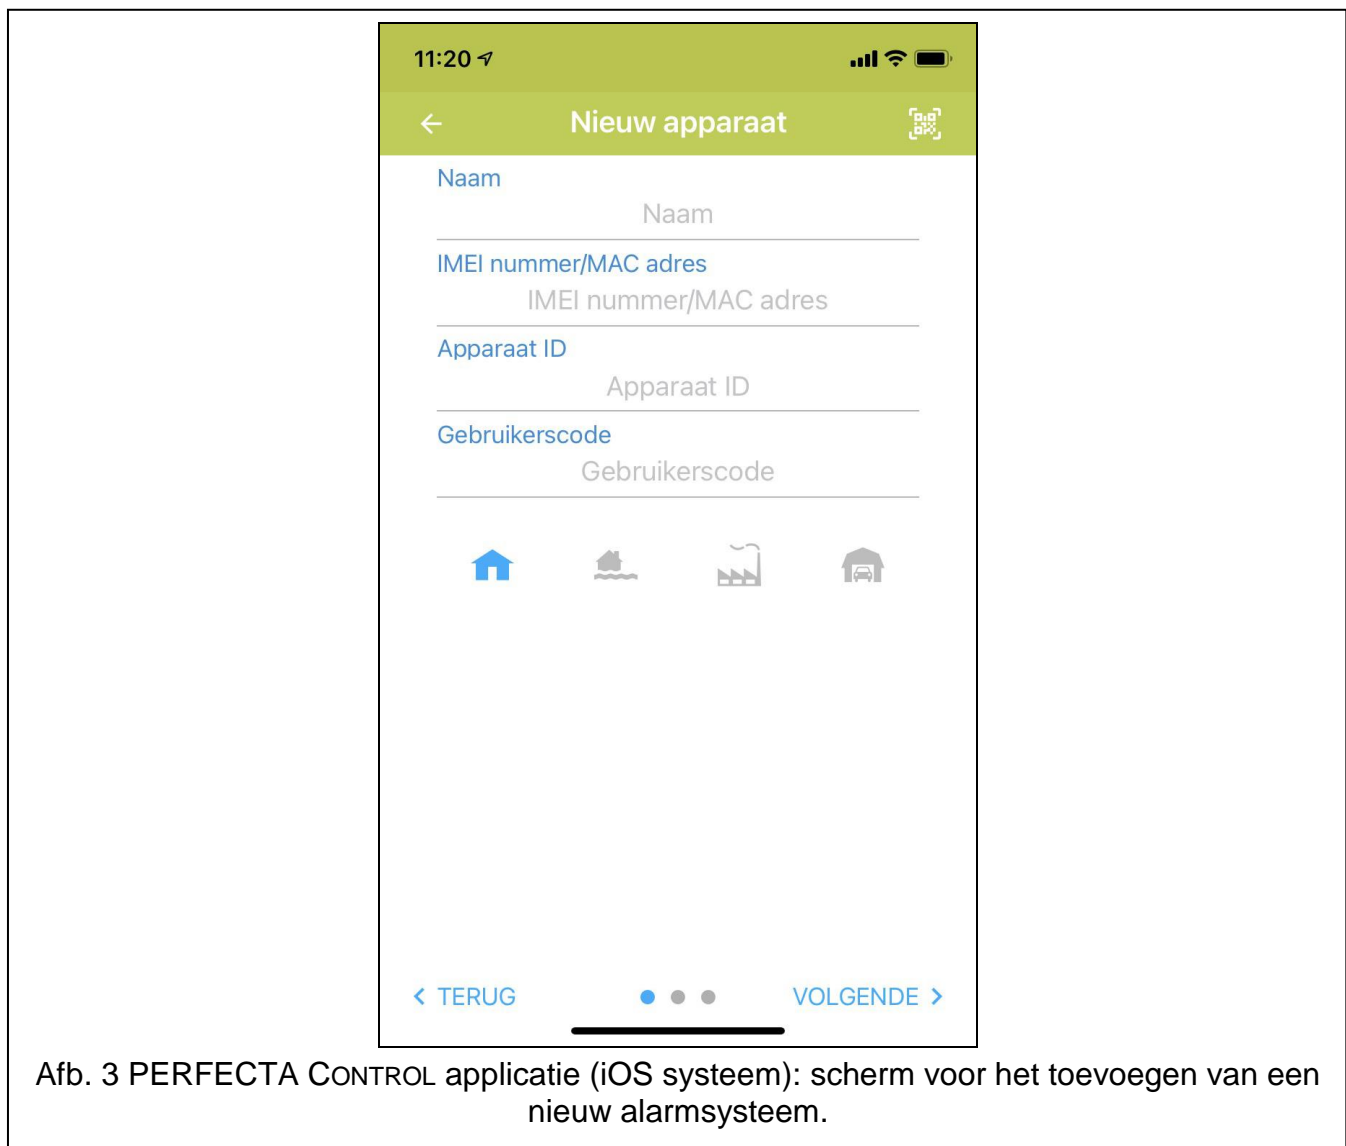 11:20
Nieuw apparaat
Naam
Naam
IMEI nummer/MAC adres
IMEI nummer/MAC adres
Apparaat ID
Apparaat ID
Gebruikerscode
Gebruikerscode
< TERUG VOLGENDE >
Afb. 3 PERFECTA CONTROL applicatie (iOS systeem): scherm voor het toevoegen van een
nieuw alarmsysteem.